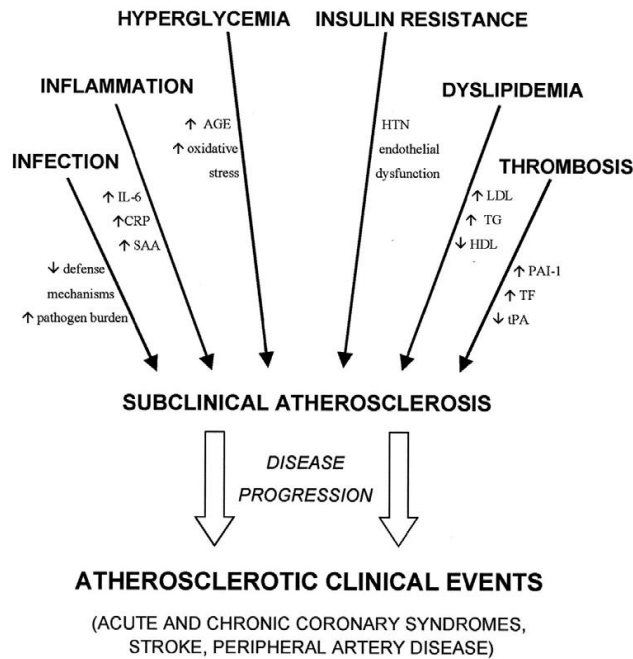 HYPERGLYCEMIA
INSULIN RESISTANCE
INFLAMMATION
DYSLIPIDEMIA
INFECTION
THROMBOSIS
↑ AGE
↑ oxidative
stress
HTN
endothelial
dysfunction
↑ IL-6
↑CRP
↑ SAA
↑ LDL
↑ TG
↓ HDL
↓ defense
mechanisms
↑ pathogen burden
↑ PAI-1
↑ TF
↓ tPA
SUBCLINICAL ATHEROSCLEROSIS
DISEASE
PROGRESSION
ATHEROSCLEROTIC CLINICAL EVENTS
(ACUTE AND CHRONIC CORONARY SYNDROMES,
STROKE, PERIPHERAL ARTERY DISEASE)